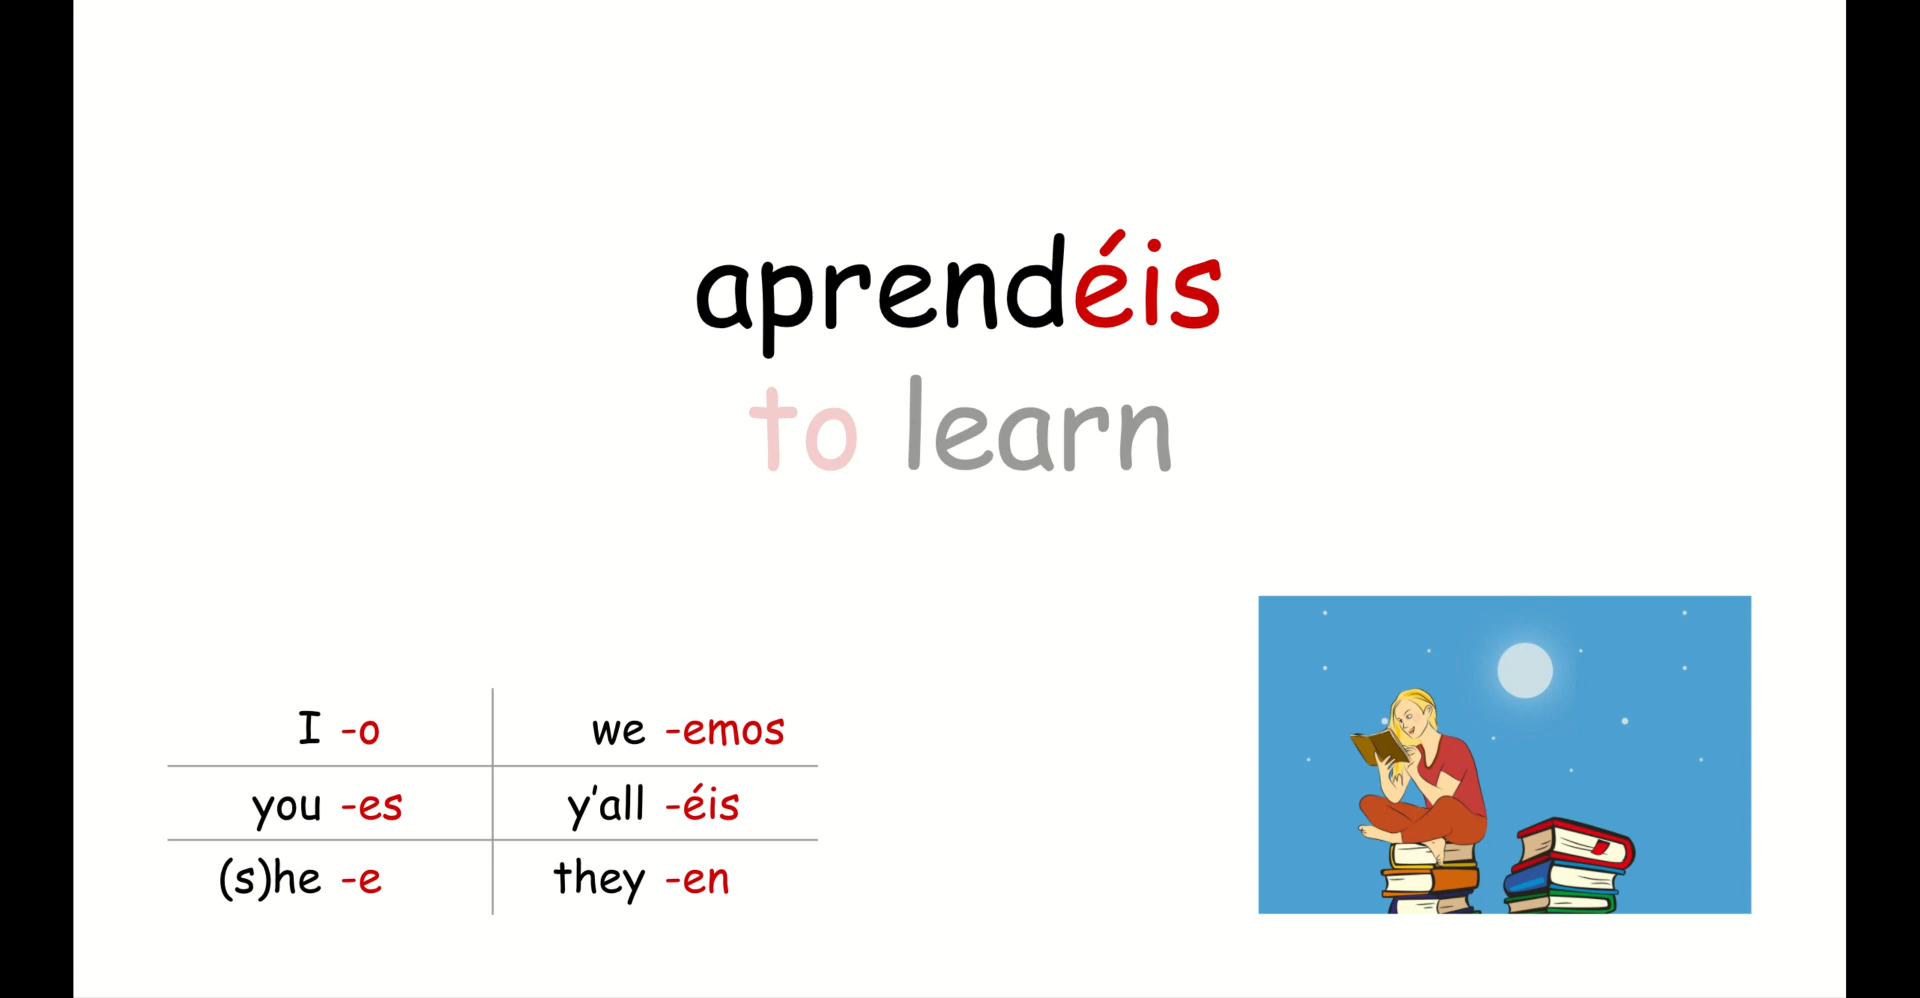 aprendéis
to learn
I -o we -emos
you -es y'all -éis
(s)he -e they -en